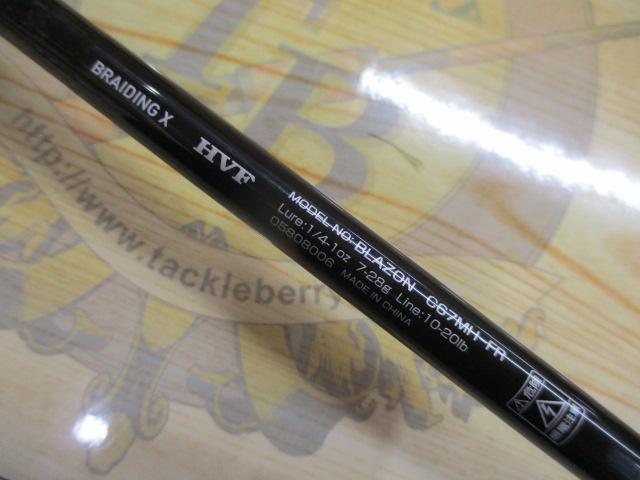 BRAIDING X HVF
MODEL NO: BLAZON C67MH FR
Lure:1/4-1oz 7-28g Line:10-20lb
05808006 MADE IN CHINA
TB
http://www.tackleberry